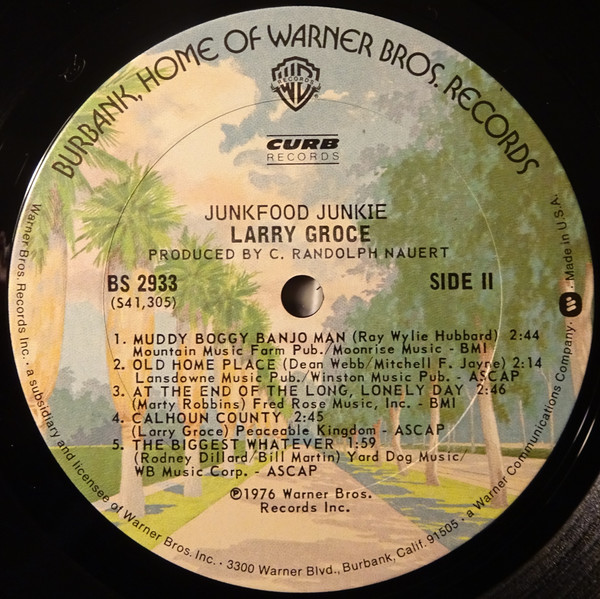 BURBANK, HOME OF WARNER BROS. RECORDS
WB
RECORDS
CURB
RECORDS
JUNKFOOD JUNKIE
LARRY GROCE
PRODUCED BY C. RANDOLPH NAUERT
BS 2933 SIDE II
(S41,305)
1. MUDDY BOGGY BANJO MAN (Ray Wylie Hubbard) 2:44
Mountain Music Farm Pub./Moonrise Music - BMI
2. OLD HOME PLACE (Dean Webb/Mitchell F. Jayne) 2:14
Lansdowne Music Pub./Winston Music Pub. - ASCAP
3. AT THE END OF THE LONG, LONELY DAY 2:46
(Marty Robbins) Fred Rose Music, Inc. - BMI
4. CALHOUN COUNTY 2:45
(Larry Groce) Peaceable Kingdom - ASCAP
5. THE BIGGEST WHATEVER 1:59
(Rodney Dillard/Bill Martin) Yard Dog Music/
WB Music Corp. - ASCAP
℗1976 Warner Bros.
Records Inc.
Warner Bros. Records Inc. · a subsidiary and licensee of Warner Bros. Inc. · 3300 Warner Blvd., Burbank, Calif. 91505 · a Warner Communications Company · Made in U.S.A.